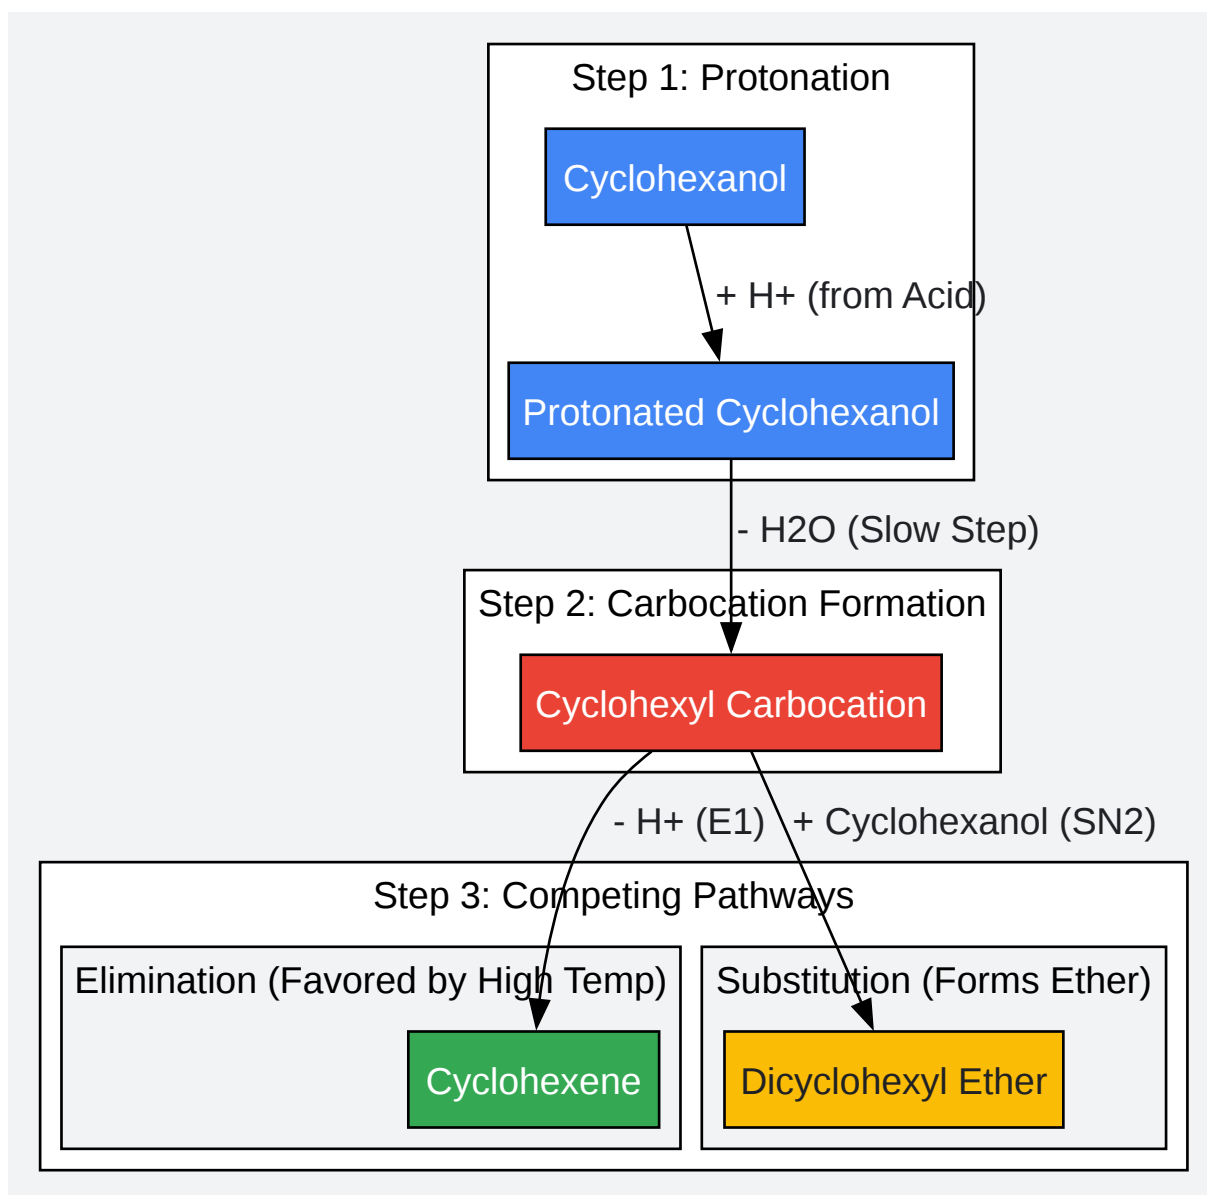 Step 1: Protonation
Cyclohexanol
+ H+ (from Acid)
Protonated Cyclohexanol
- H2O (Slow Step)
Step 2: Carbocation Formation
Cyclohexyl Carbocation
- H+ (E1)
+ Cyclohexanol (SN2)
Step 3: Competing Pathways
Elimination (Favored by High Temp)
Substitution (Forms Ether)
Cyclohexene
Dicyclohexyl Ether